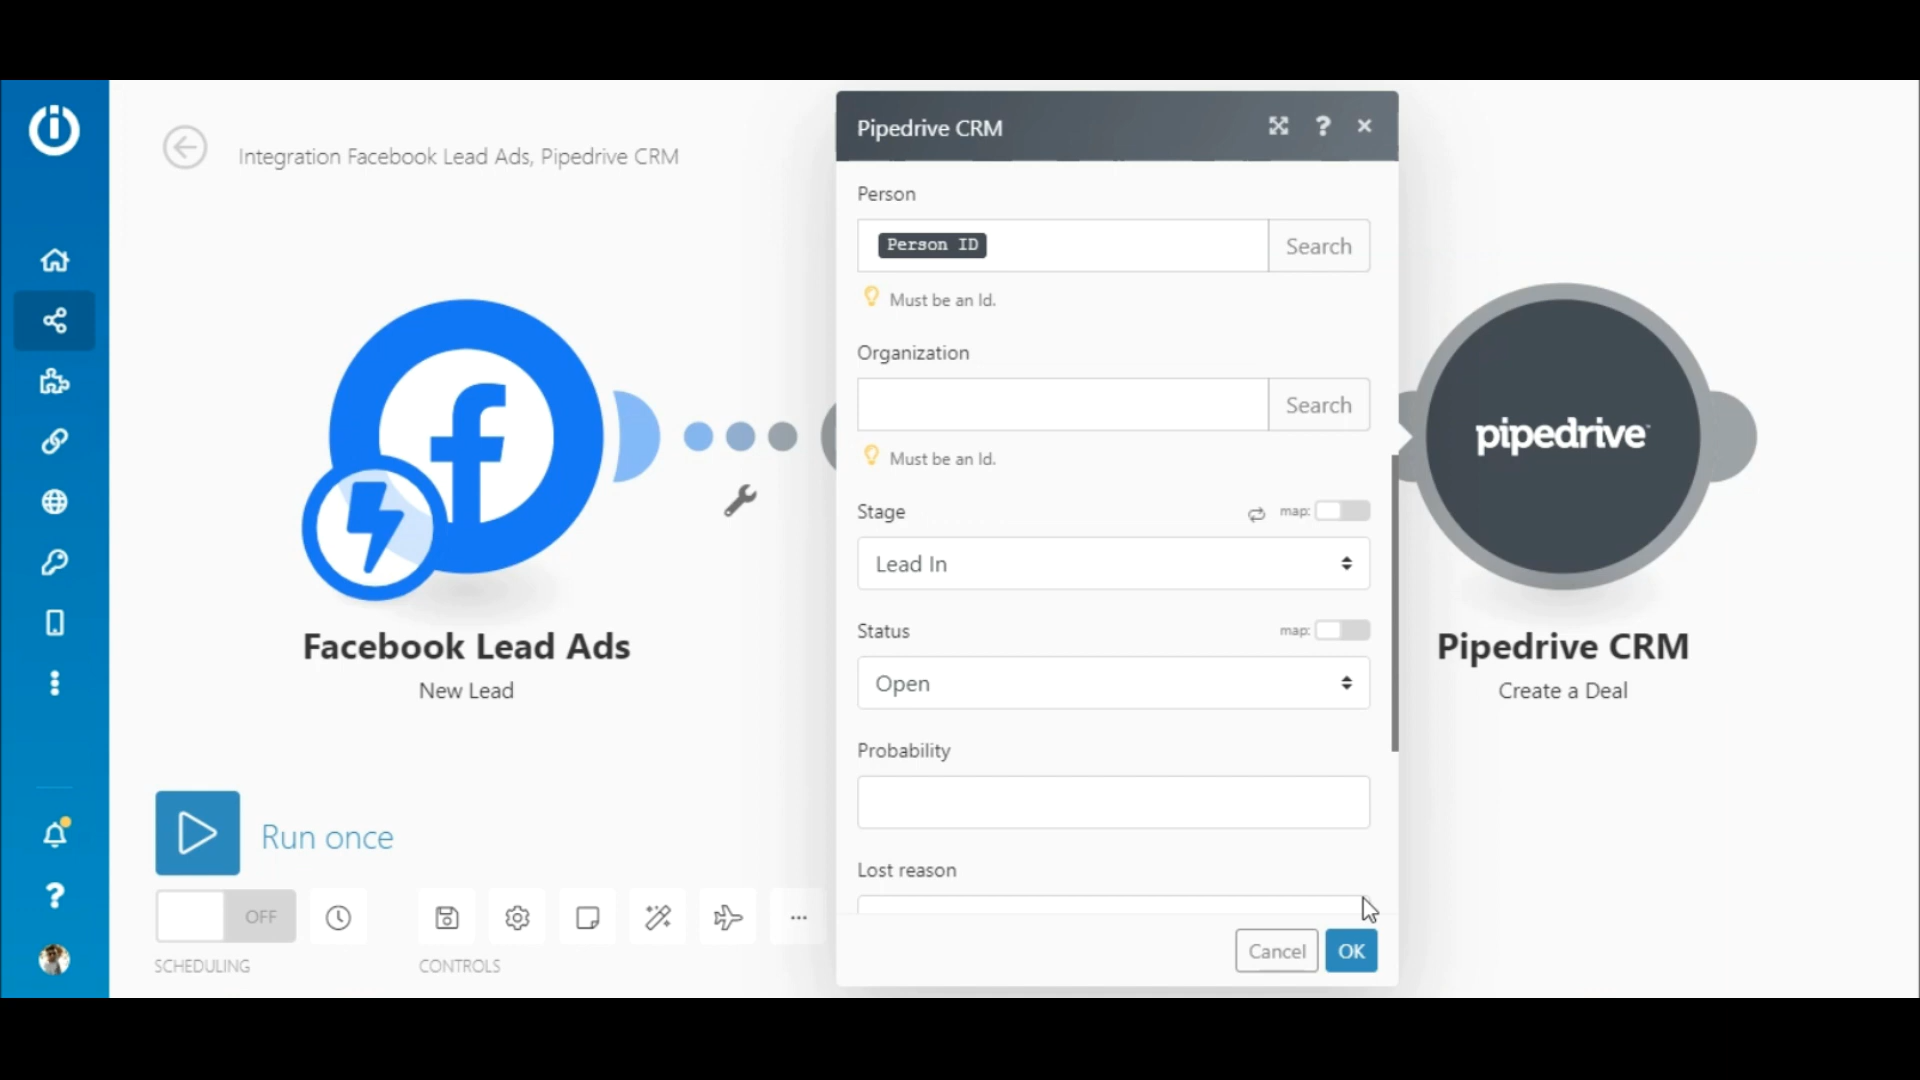 Integration Facebook Lead Ads, Pipedrive CRM
Facebook Lead Ads
New Lead
Run once
OFF
SCHEDULING
CONTROLS
Pipedrive CRM
Person
Person ID
Search
Must be an Id.
Organization
Search
Must be an Id.
Stage
map:
Lead In
Status
map:
Open
Probability
Lost reason
Cancel
OK
pipedrive™
Pipedrive CRM
Create a Deal